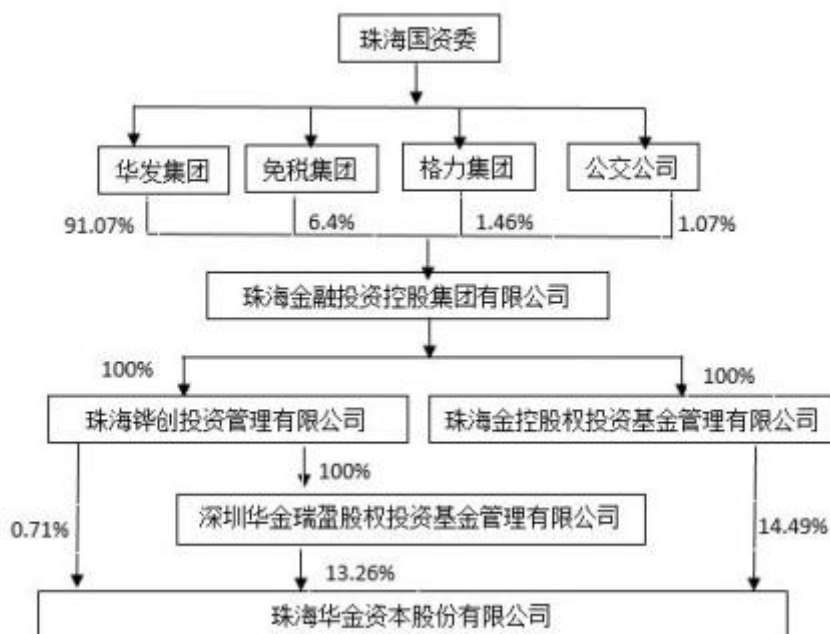 珠海国资委
华发集团
免税集团
格力集团
公交公司
91.07%
6.4%
1.46%
1.07%
珠海金融投资控股集团有限公司
100%
100%
珠海铧创投资管理有限公司
珠海金控股权投资基金管理有限公司
100%
深圳华金瑞盈股权投资基金管理有限公司
0.71%
14.49%
13.26%
珠海华金资本股份有限公司